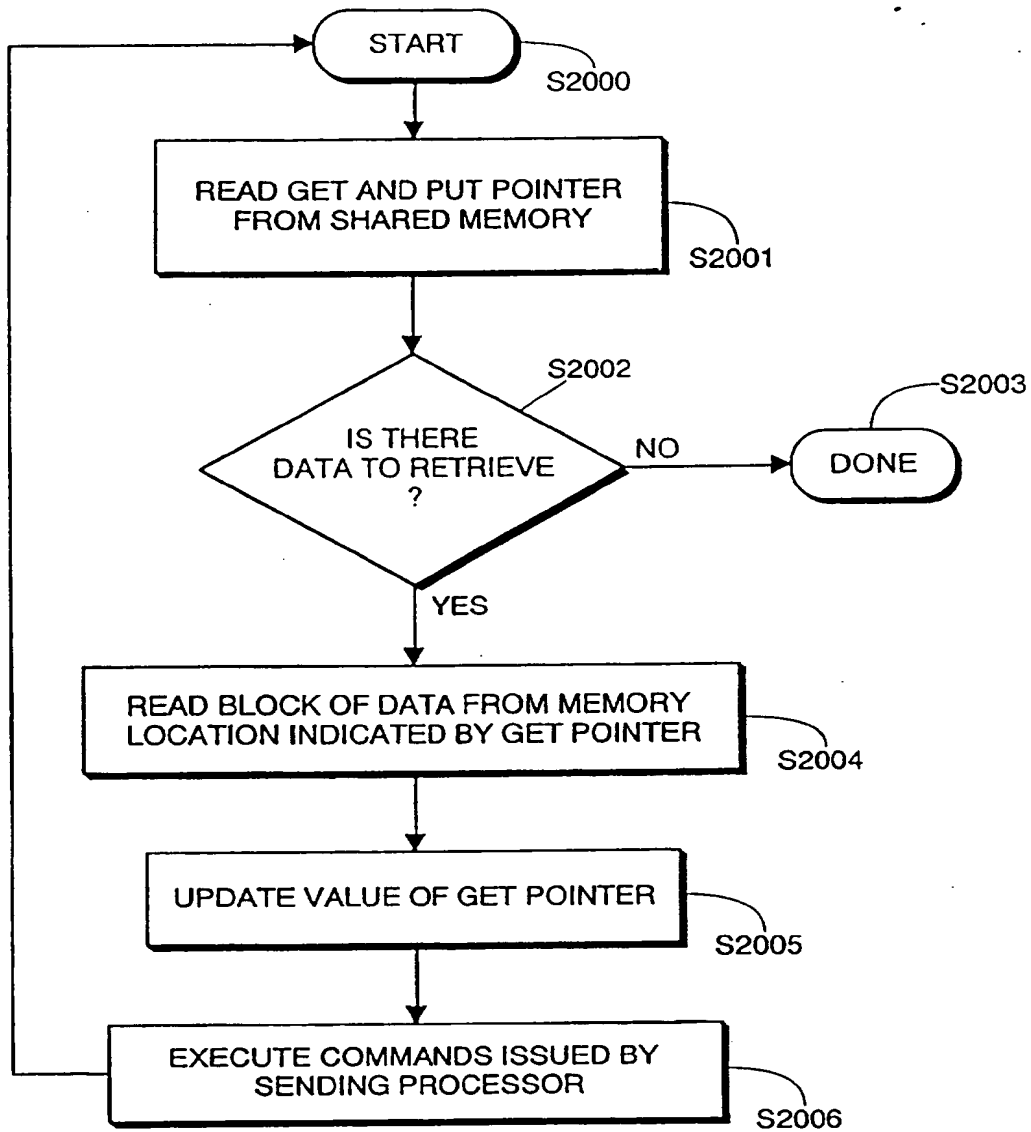 START
S2000
READ GET AND PUT POINTER
FROM SHARED MEMORY
S2001
S2002
S2003
IS THERE
DATA TO RETRIEVE
?
NO
DONE
YES
READ BLOCK OF DATA FROM MEMORY
LOCATION INDICATED BY GET POINTER
S2004
UPDATE VALUE OF GET POINTER
S2005
EXECUTE COMMANDS ISSUED BY
SENDING PROCESSOR
S2006